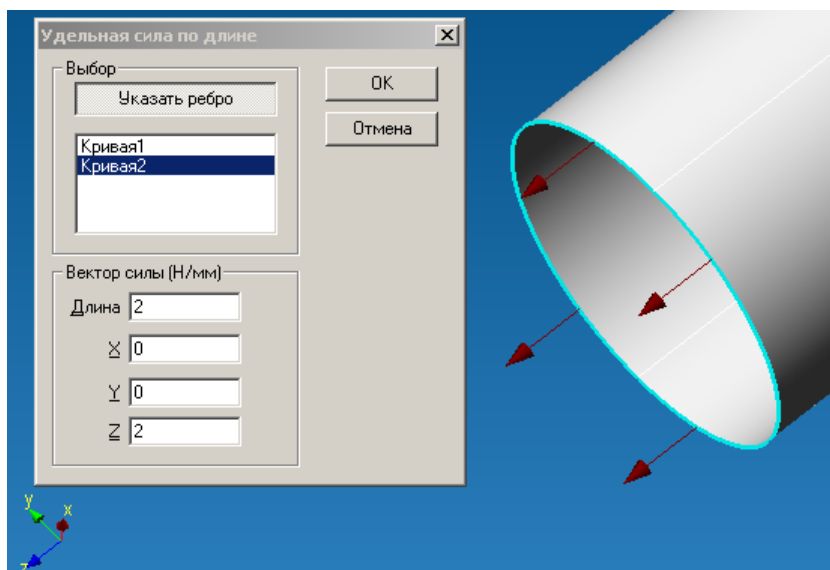 Удельная сила по длине
Выбор
Указать ребро
Кривая1
Кривая2
OK
Отмена
Вектор силы (Н/мм)
Длина 2
X 0
Y 0
Z 2
y
x
z